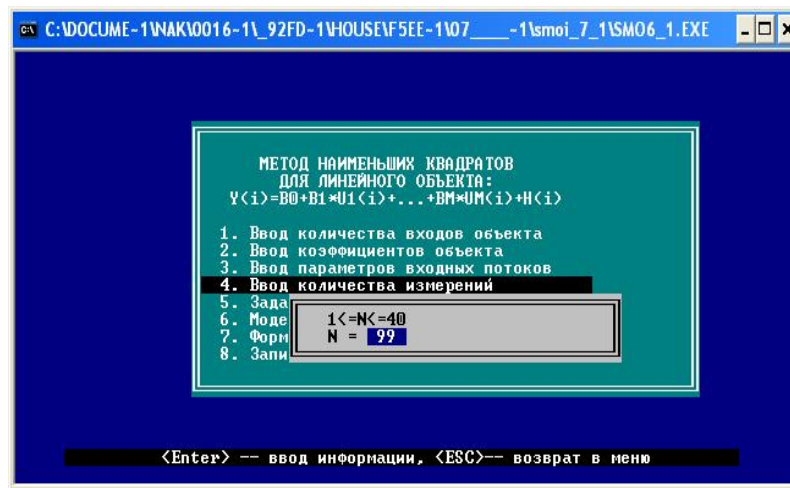 C:\DOCUME~1\NAK\0016~1\_92FD~1\HOUSE\F5EE~1\07____~1\smoi_7_1\SMO6_1.EXE
МЕТОД НАИМЕНЬШИХ КВАДРАТОВ
ДЛЯ ЛИНЕЙНОГО ОБЪЕКТА:
Y(i)=B0+B1*U1(i)+...+BM*UM(i)+H(i)
1. Ввод количества входов объекта
2. Ввод коэффициентов объекта
3. Ввод параметров входных потоков
4. Ввод количества измерений
5. Зада
6. Моде
7. Форм
8. Запи
1<=N<=40
N = 99
<Enter> -- ввод информации, <ESC>-- возврат в меню